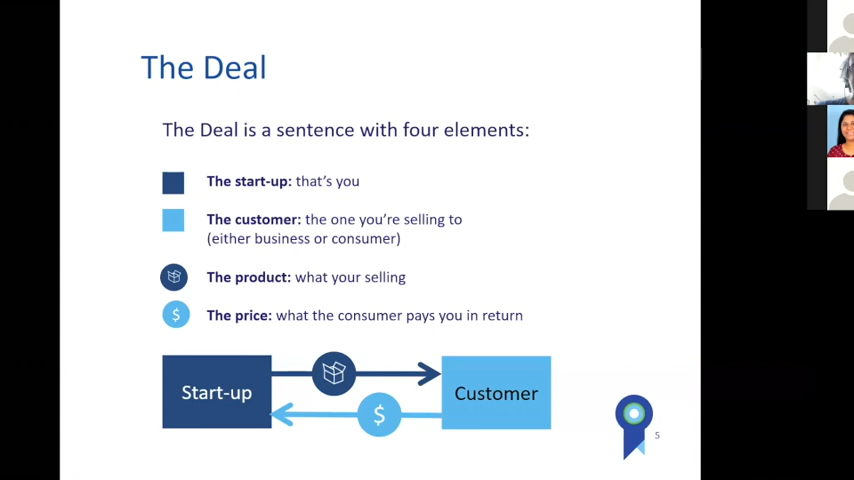 The Deal
The Deal is a sentence with four elements:
The start-up: that's you
The customer: the one you're selling to
(either business or consumer)
The product: what your selling
$
The price: what the consumer pays you in return
Start-up
Customer
$
5